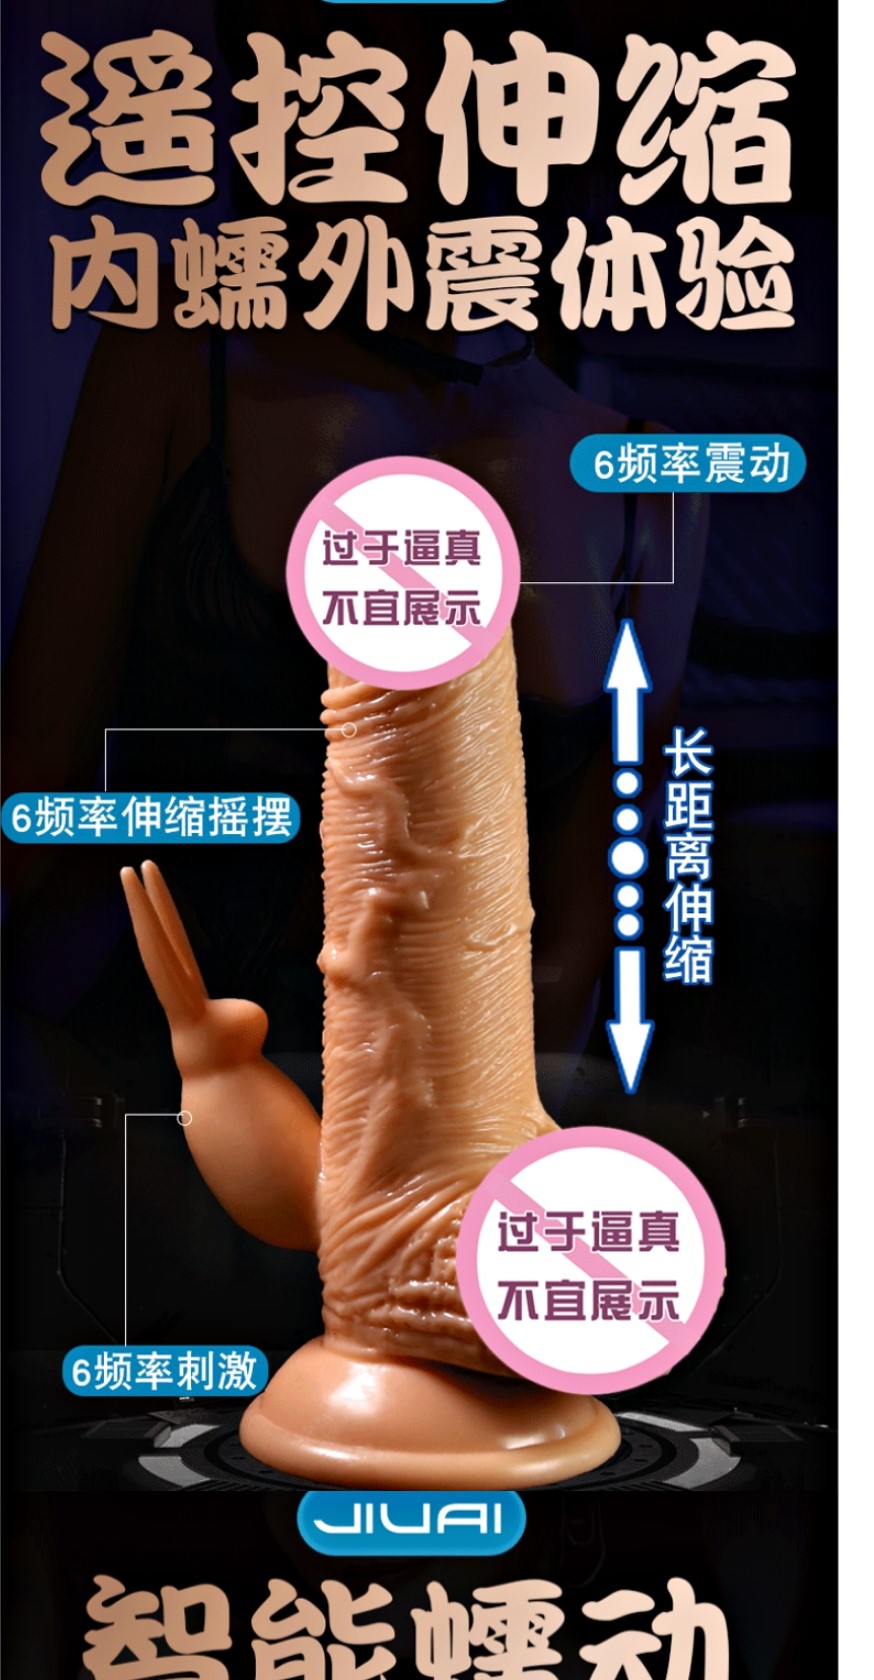 遥控伸缩
内蠕外震体验
6频率震动
过于逼真
不宜展示
6频率伸缩摇摆
长距离伸缩
过于逼真
不宜展示
6频率刺激
JIUAI
智能蠕动